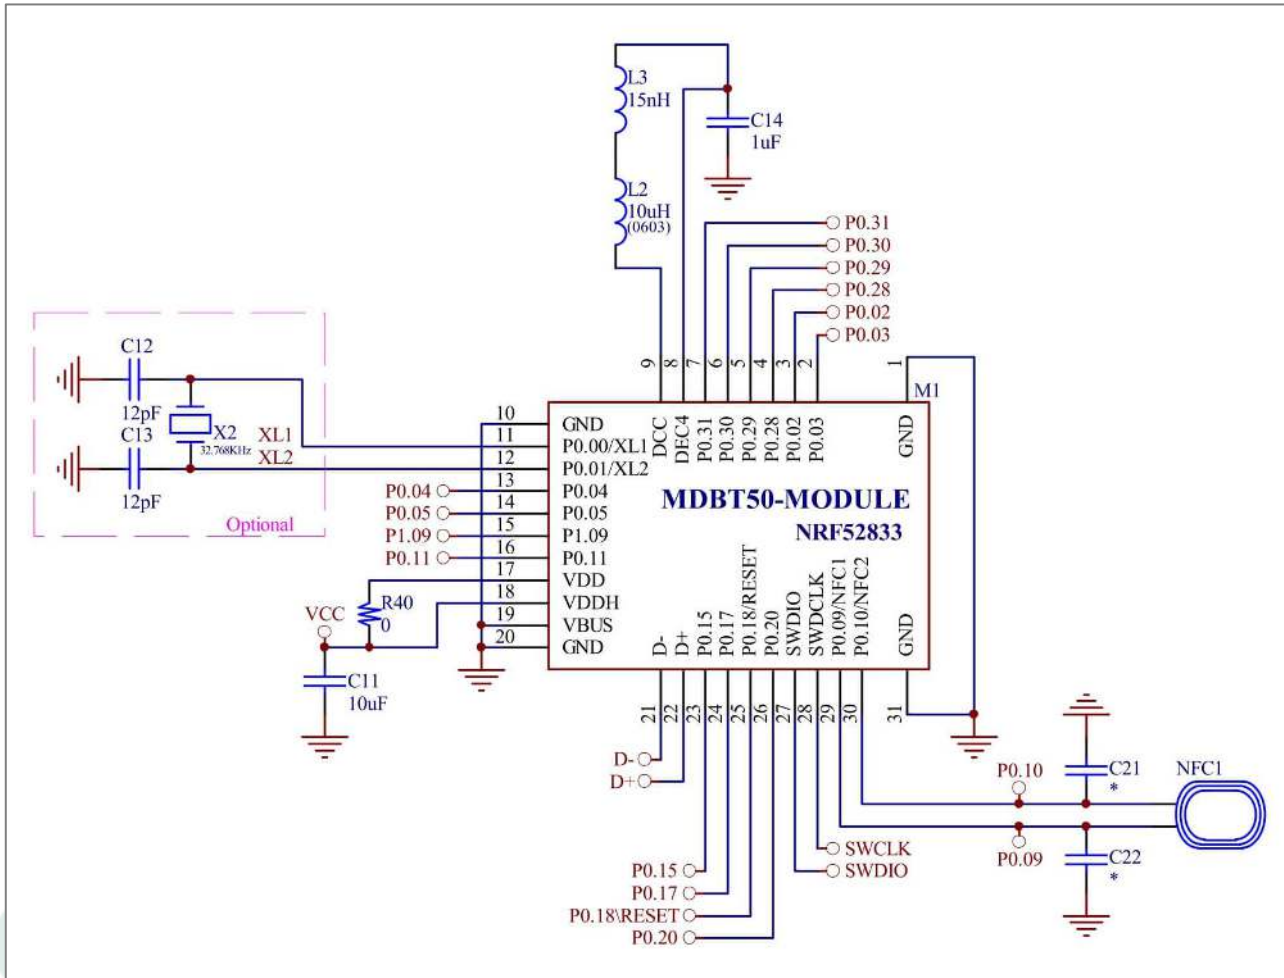 L3
15nH
C14
1uF
L2
10uH
(0603)
P0.31
P0.30
P0.29
P0.28
P0.02
P0.03
9
8
7
6
5
4
3
2
1
M1
C12
12pF
C13
12pF
X2
32.768KHz
XL1
XL2
Optional
10
11
12
13
14
15
16
17
18
19
20
GND
P0.00/XL1
P0.01/XL2
P0.04
P0.05
P1.09
P0.11
VDD
VDDH
VBUS
GND
P0.04
P0.05
P1.09
P0.11
DCC
DEC4
P0.31
P0.30
P0.29
P0.28
P0.02
P0.03
GND
MDBT50-MODULE
NRF52833
D-
D+
P0.15
P0.17
P0.18/RESET
P0.20
SWDIO
SWDCLK
P0.09/NFC1
P0.10/NFC2
GND
R40
0
VCC
C11
10uF
21
22
23
24
25
26
27
28
29
30
31
D-
D+
P0.10
C21
*
NFC1
P0.09
C22
*
SWCLK
SWDIO
P0.15
P0.17
P0.18\RESET
P0.20